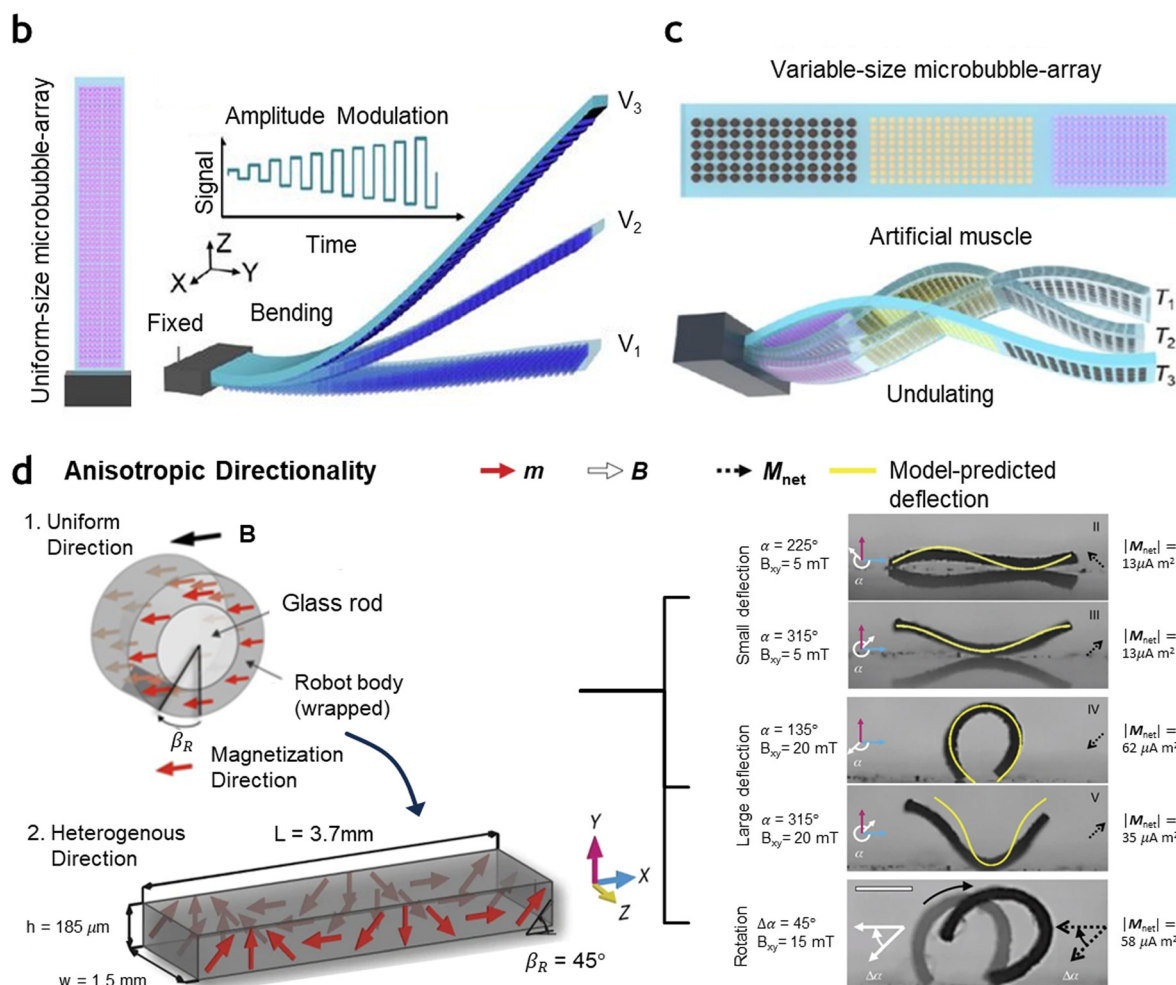 b
Uniform-size microbubble-array
Amplitude Modulation
Signal
Time
Z
X
Y
Fixed
Bending
V3
V2
V1
c
Variable-size microbubble-array
Artificial muscle
T1
T2
T3
Undulating
d Anisotropic Directionality
m
B
Mnet
Model-predicted
deflection
1. Uniform
Direction
B
Glass rod
Robot body
(wrapped)
βR
Magnetization
Direction
2. Heterogenous
Direction
L = 3.7mm
h = 185 μm
w = 1.5 mm
βR = 45°
Y
X
Z
Small deflection
α = 225°
Bxy= 5 mT
α
II
|Mnet| =
13μA m²
α = 315°
Bxy= 5 mT
α
III
|Mnet| =
13μA m²
Large deflection
α = 135°
Bxy= 20 mT
α
IV
|Mnet| =
62 μA m²
α = 315°
Bxy= 20 mT
α
V
|Mnet| =
35 μA m²
Rotation
Δα = 45°
Bxy= 15 mT
Δα
Δα
|Mnet| =
58 μA m²